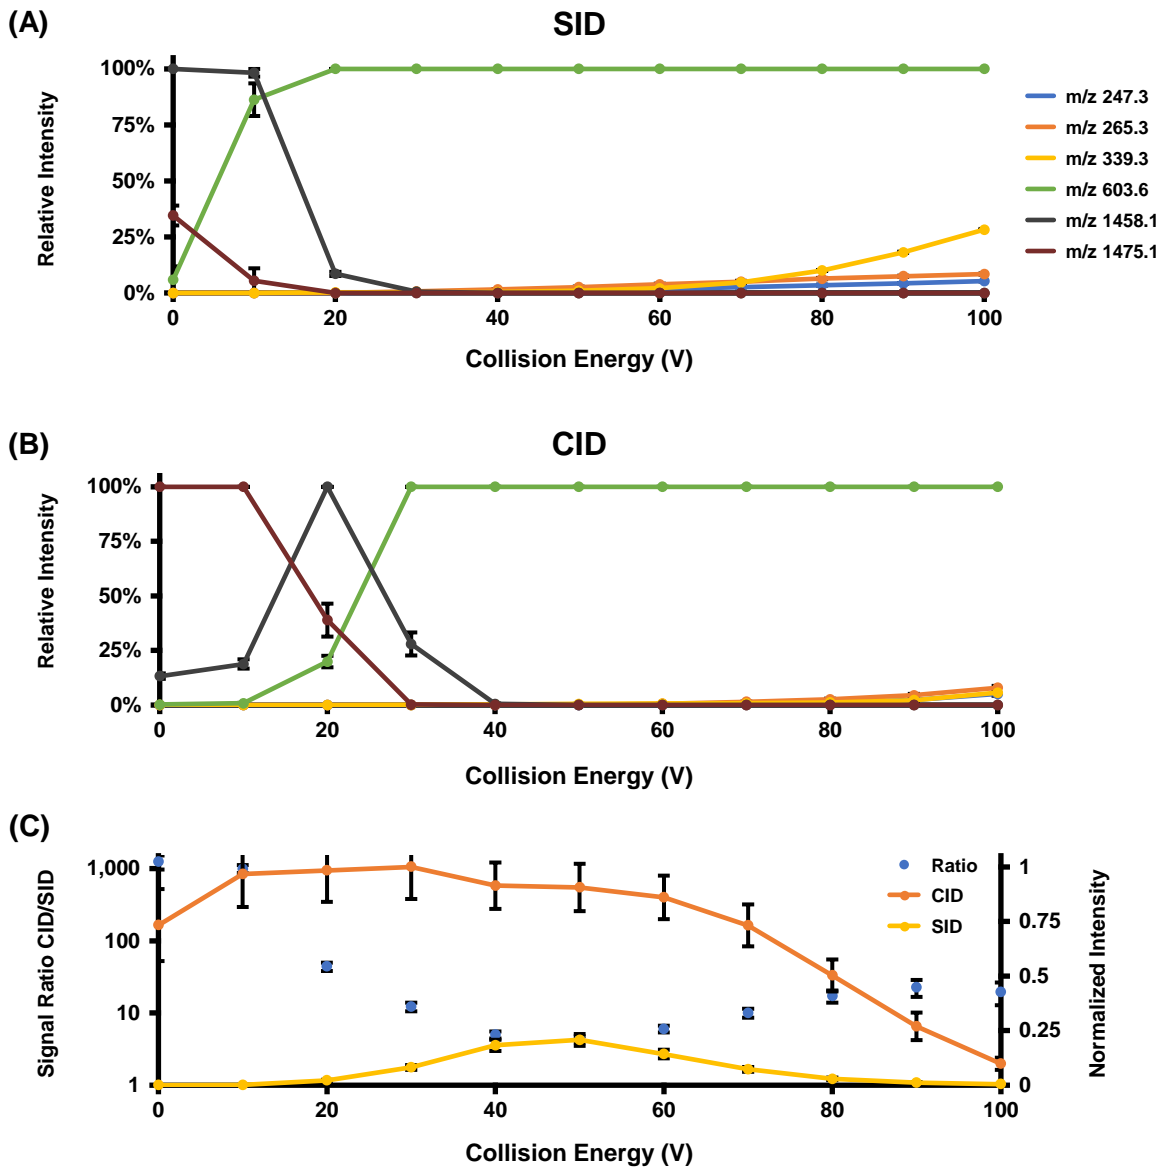 (A)
SID
100%
75%
50%
25%
0%
Relative Intensity
0 20 40 60 80 100
Collision Energy (V)
m/z 247.3
m/z 265.3
m/z 339.3
m/z 603.6
m/z 1458.1
m/z 1475.1
(B)
CID
100%
75%
50%
25%
0%
Relative Intensity
0 20 40 60 80 100
Collision Energy (V)
(C)
1,000
100
10
1
Signal Ratio CID/SID
Ratio
CID
SID
1
0.75
0.5
0.25
0
Normalized Intensity
0 20 40 60 80 100
Collision Energy (V)